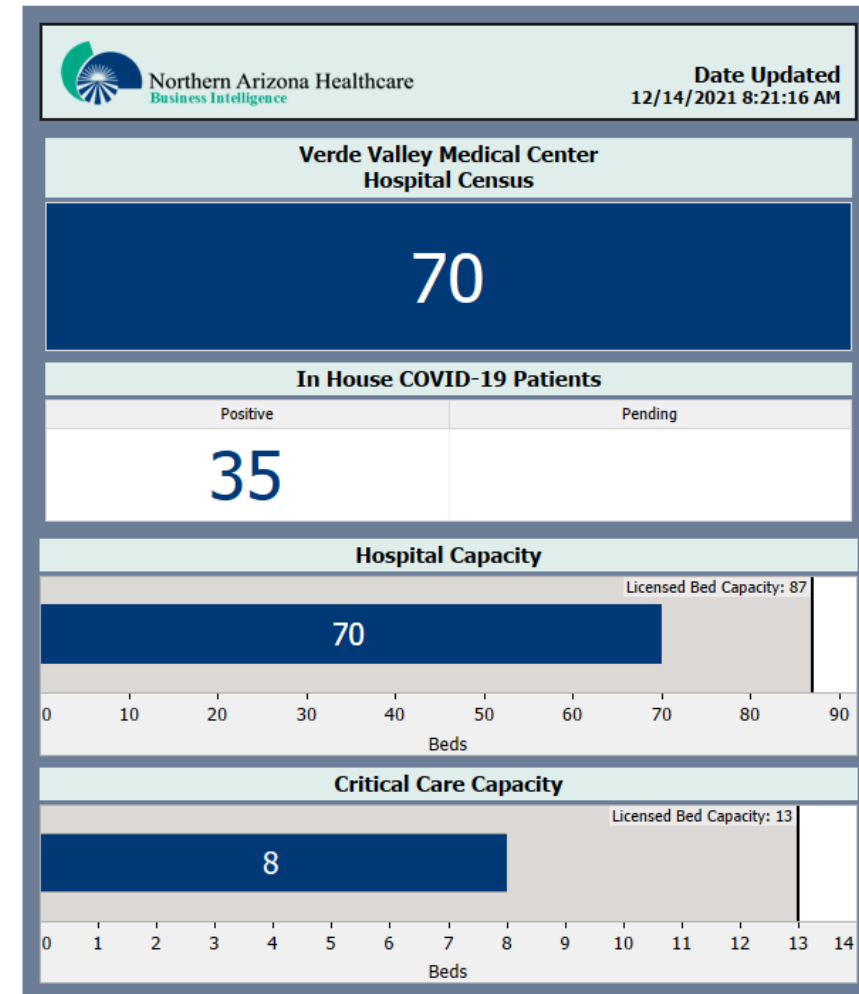 Northern Arizona Healthcare
Business Intelligence
Date Updated
12/14/2021 8:21:16 AM
Verde Valley Medical Center
Hospital Census
70
In House COVID-19 Patients
Positive Pending
35
Hospital Capacity
Licensed Bed Capacity: 87
70
0 10 20 30 40 50 60 70 80 90
Beds
Critical Care Capacity
Licensed Bed Capacity: 13
8
0 1 2 3 4 5 6 7 8 9 10 11 12 13 14
Beds